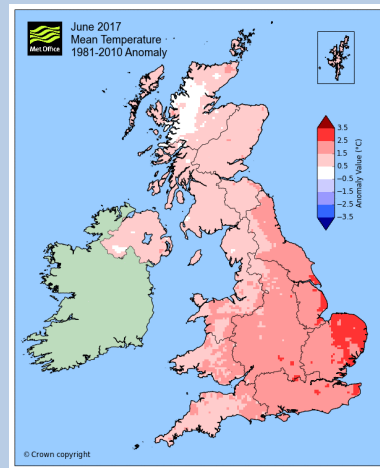 Met Office
June 2017
Mean Temperature
1981-2010 Anomaly
3.5
2.5
1.5
0.5
−0.5
−1.5
−2.5
−3.5
Anomaly Value (°C)
© Crown copyright